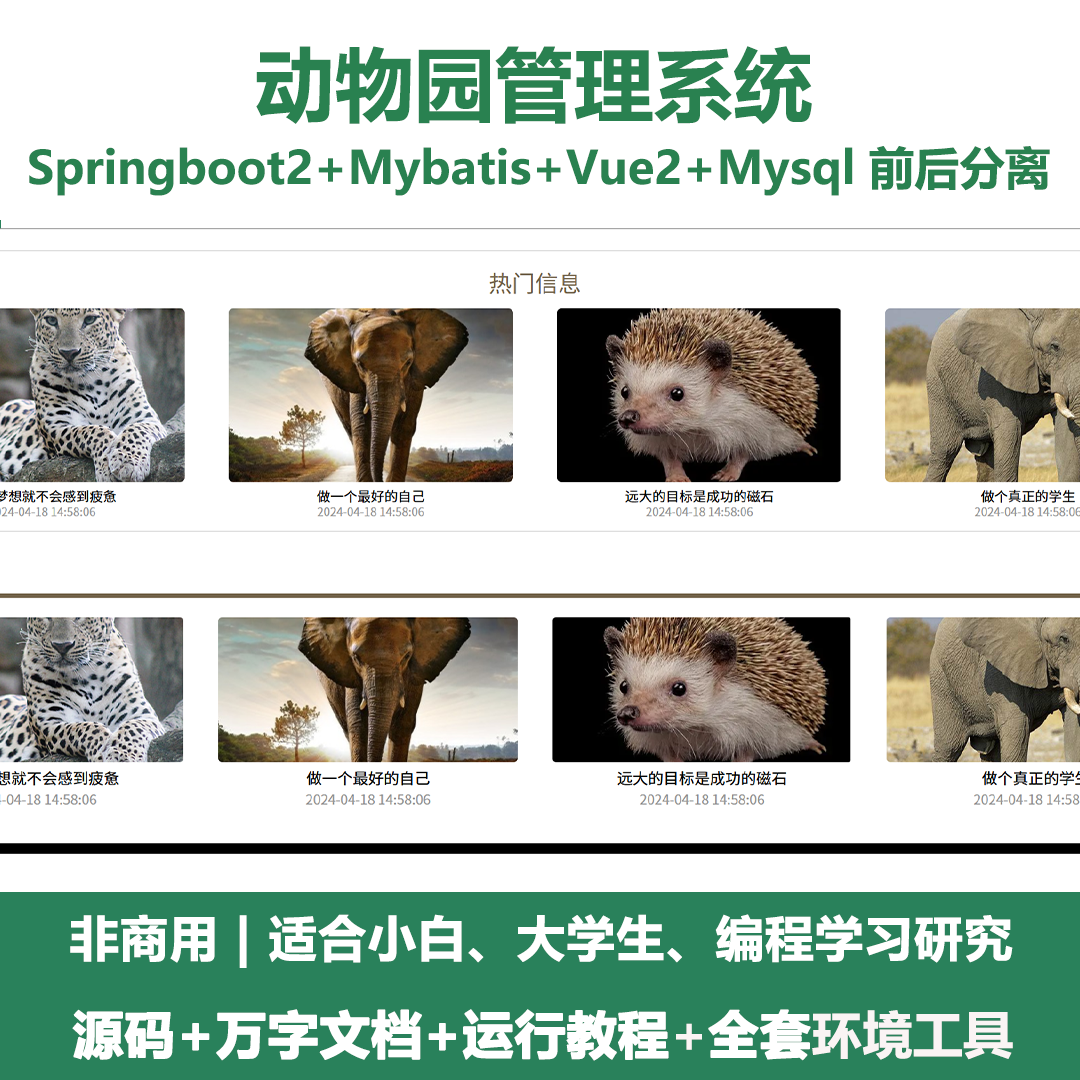 动物园管理系统
Springboot2+Mybatis+Vue2+Mysql 前后分离
热门信息
梦想就不会感到疲惫 做一个最好的自己 远大的目标是成功的磁石 做个真正的学生
024-04-18 14:58:06 2024-04-18 14:58:06 2024-04-18 14:58:06 2024-04-18 14:58:06
想就不会感到疲惫 做一个最好的自己 远大的目标是成功的磁石 做个真正的学生
-04-18 14:58:06 2024-04-18 14:58:06 2024-04-18 14:58:06 2024-04-18 14:58
非商用 | 适合小白、大学生、编程学习研究
源码+万字文档+运行教程+全套环境工具